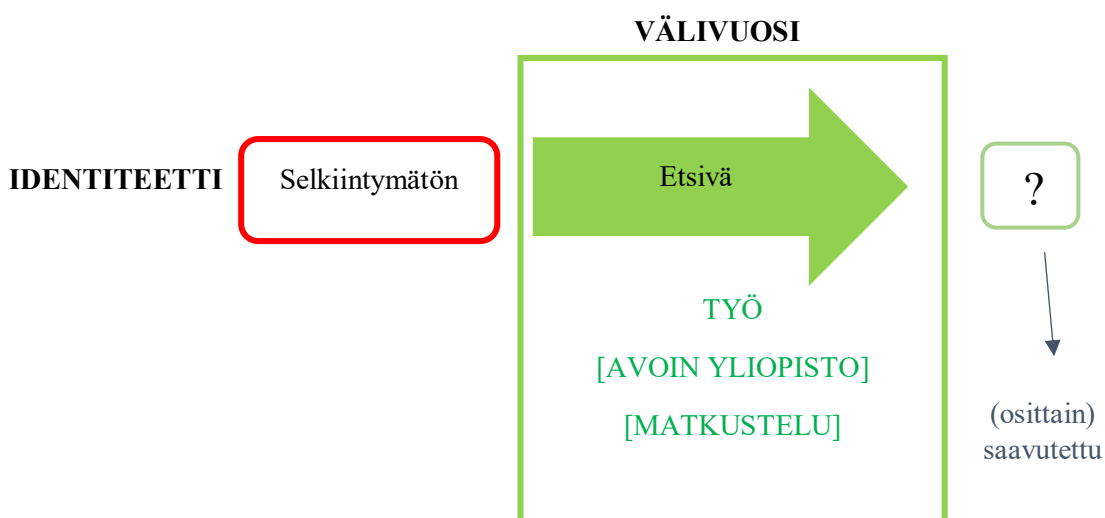 VÄLIVUOSI
IDENTITEETTI
Selkiintymätön
Etsivä
?
TYÖ
[AVOIN YLIOPISTO]
[MATKUSTELU]
(osittain)
saavutettu